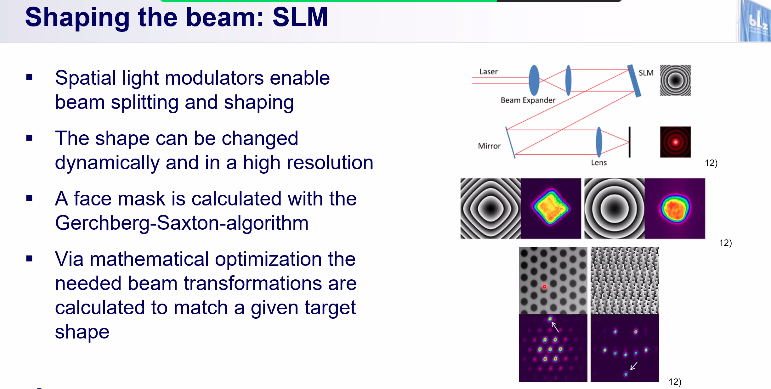 Shaping the beam: SLM
▪ Spatial light modulators enable
beam splitting and shaping
▪ The shape can be changed
dynamically and in a high resolution
▪ A face mask is calculated with the
Gerchberg-Saxton-algorithm
▪ Via mathematical optimization the
needed beam transformations are
calculated to match a given target
shape
Laser
SLM
Beam Expander
Mirror
Lens
12)
12)
12)
blz